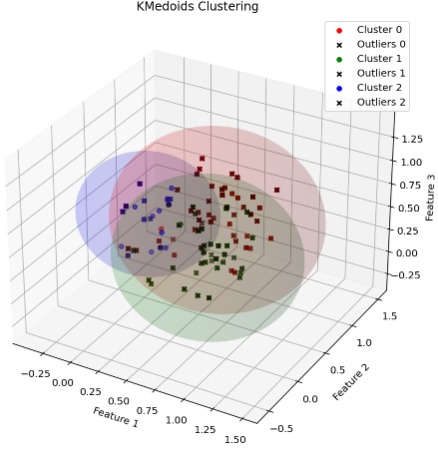 KMedoids Clustering
Cluster 0
Outliers 0
Cluster 1
Outliers 1
Cluster 2
Outliers 2
1.25
1.00
0.75
0.50
0.25
0.00
−0.25
Feature 3
1.5
1.0
0.5
0.0
−0.5
Feature 2
−0.25
0.00
0.25
0.50
0.75
1.00
1.25
1.50
Feature 1